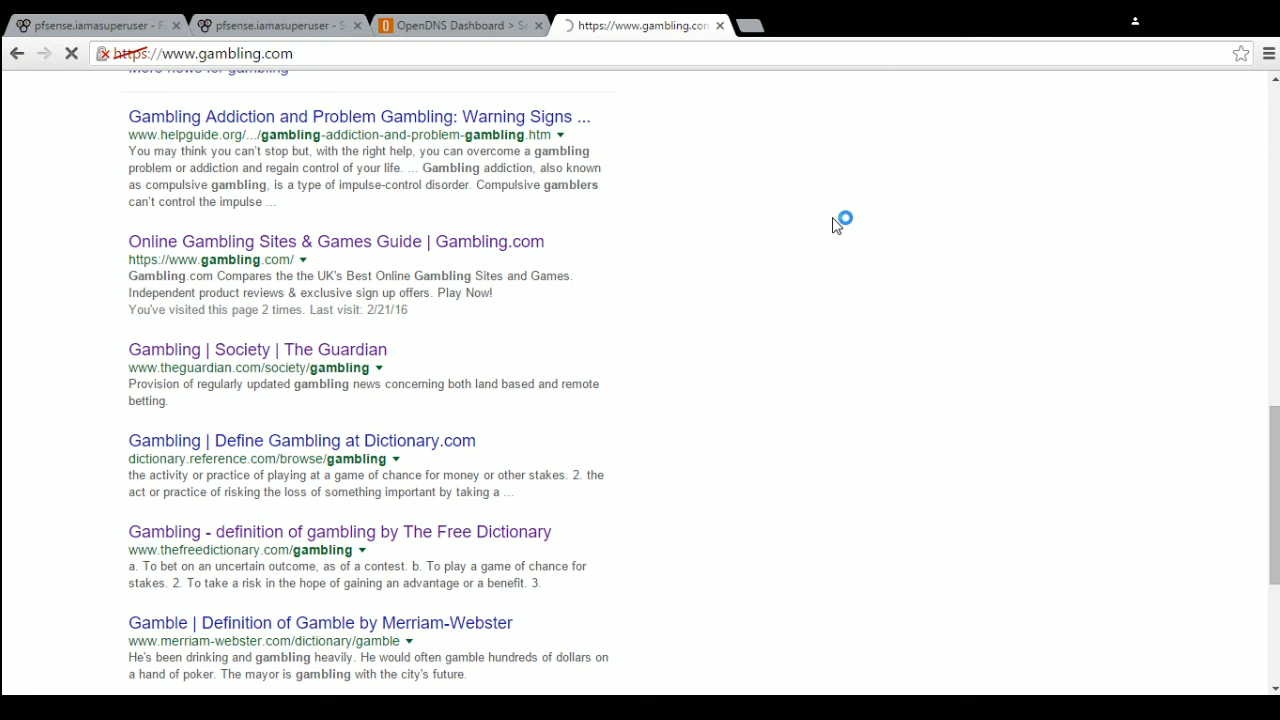 pfsense.iamasuperuser - Fi
pfsense.iamasuperuser - S
OpenDNS Dashboard > Se
https://www.gambling.con
https://www.gambling.com
More news for gambling
Gambling Addiction and Problem Gambling: Warning Signs ...
www.helpguide.org/.../gambling-addiction-and-problem-gambling.htm
You may think you can't stop but, with the right help, you can overcome a gambling
problem or addiction and regain control of your life. ... Gambling addiction, also known
as compulsive gambling, is a type of impulse-control disorder. Compulsive gamblers
can't control the impulse ...
Online Gambling Sites & Games Guide | Gambling.com
https://www.gambling.com/
Gambling.com Compares the the UK's Best Online Gambling Sites and Games.
Independent product reviews & exclusive sign up offers. Play Now!
You've visited this page 2 times. Last visit: 2/21/16
Gambling | Society | The Guardian
www.theguardian.com/society/gambling
Provision of regularly updated gambling news concerning both land based and remote
betting.
Gambling | Define Gambling at Dictionary.com
dictionary.reference.com/browse/gambling
the activity or practice of playing at a game of chance for money or other stakes. 2. the
act or practice of risking the loss of something important by taking a ...
Gambling - definition of gambling by The Free Dictionary
www.thefreedictionary.com/gambling
a. To bet on an uncertain outcome, as of a contest. b. To play a game of chance for
stakes. 2. To take a risk in the hope of gaining an advantage or a benefit. 3.
Gamble | Definition of Gamble by Merriam-Webster
www.merriam-webster.com/dictionary/gamble
He's been drinking and gambling heavily. He would often gamble hundreds of dollars on
a hand of poker. The mayor is gambling with the city's future.